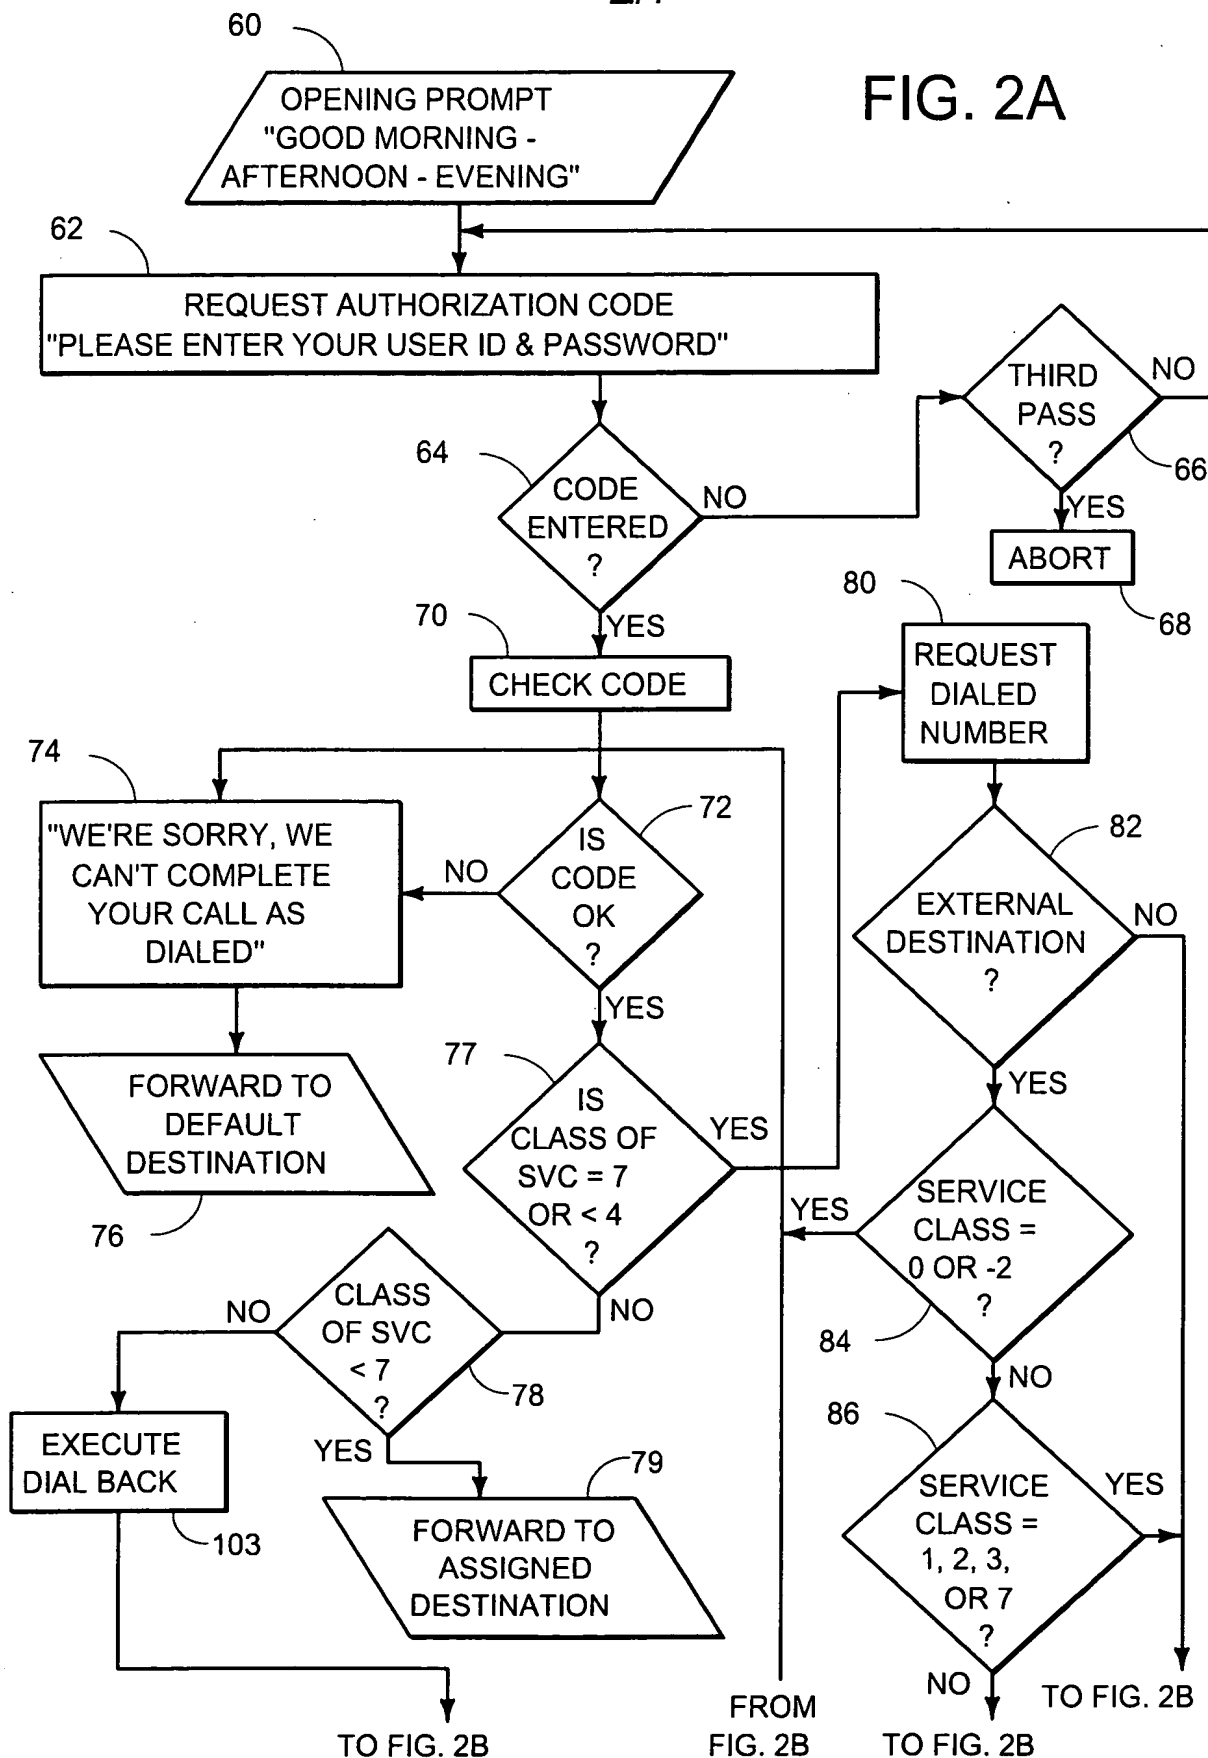 60
FIG. 2A
OPENING PROMPT
"GOOD MORNING -
AFTERNOON - EVENING"
62
REQUEST AUTHORIZATION CODE
"PLEASE ENTER YOUR USER ID & PASSWORD"
THIRD
PASS
?
NO
66
YES
ABORT
68
64
CODE
ENTERED
?
NO
YES
70
CHECK CODE
80
REQUEST
DIALED
NUMBER
74
"WE'RE SORRY, WE
CAN'T COMPLETE
YOUR CALL AS
DIALED"
72
IS
CODE
OK
?
NO
YES
82
EXTERNAL
DESTINATION
?
NO
YES
FORWARD TO
DEFAULT
DESTINATION
76
77
IS
CLASS OF
SVC = 7
OR < 4
?
YES
NO
SERVICE
CLASS =
0 OR -2
?
YES
84
NO
CLASS
OF SVC
< 7
?
NO
78
YES
EXECUTE
DIAL BACK
103
79
FORWARD TO
ASSIGNED
DESTINATION
86
SERVICE
CLASS =
1, 2, 3,
OR 7
?
YES
NO
TO FIG. 2B
FROM
FIG. 2B
TO FIG. 2B
TO FIG. 2B